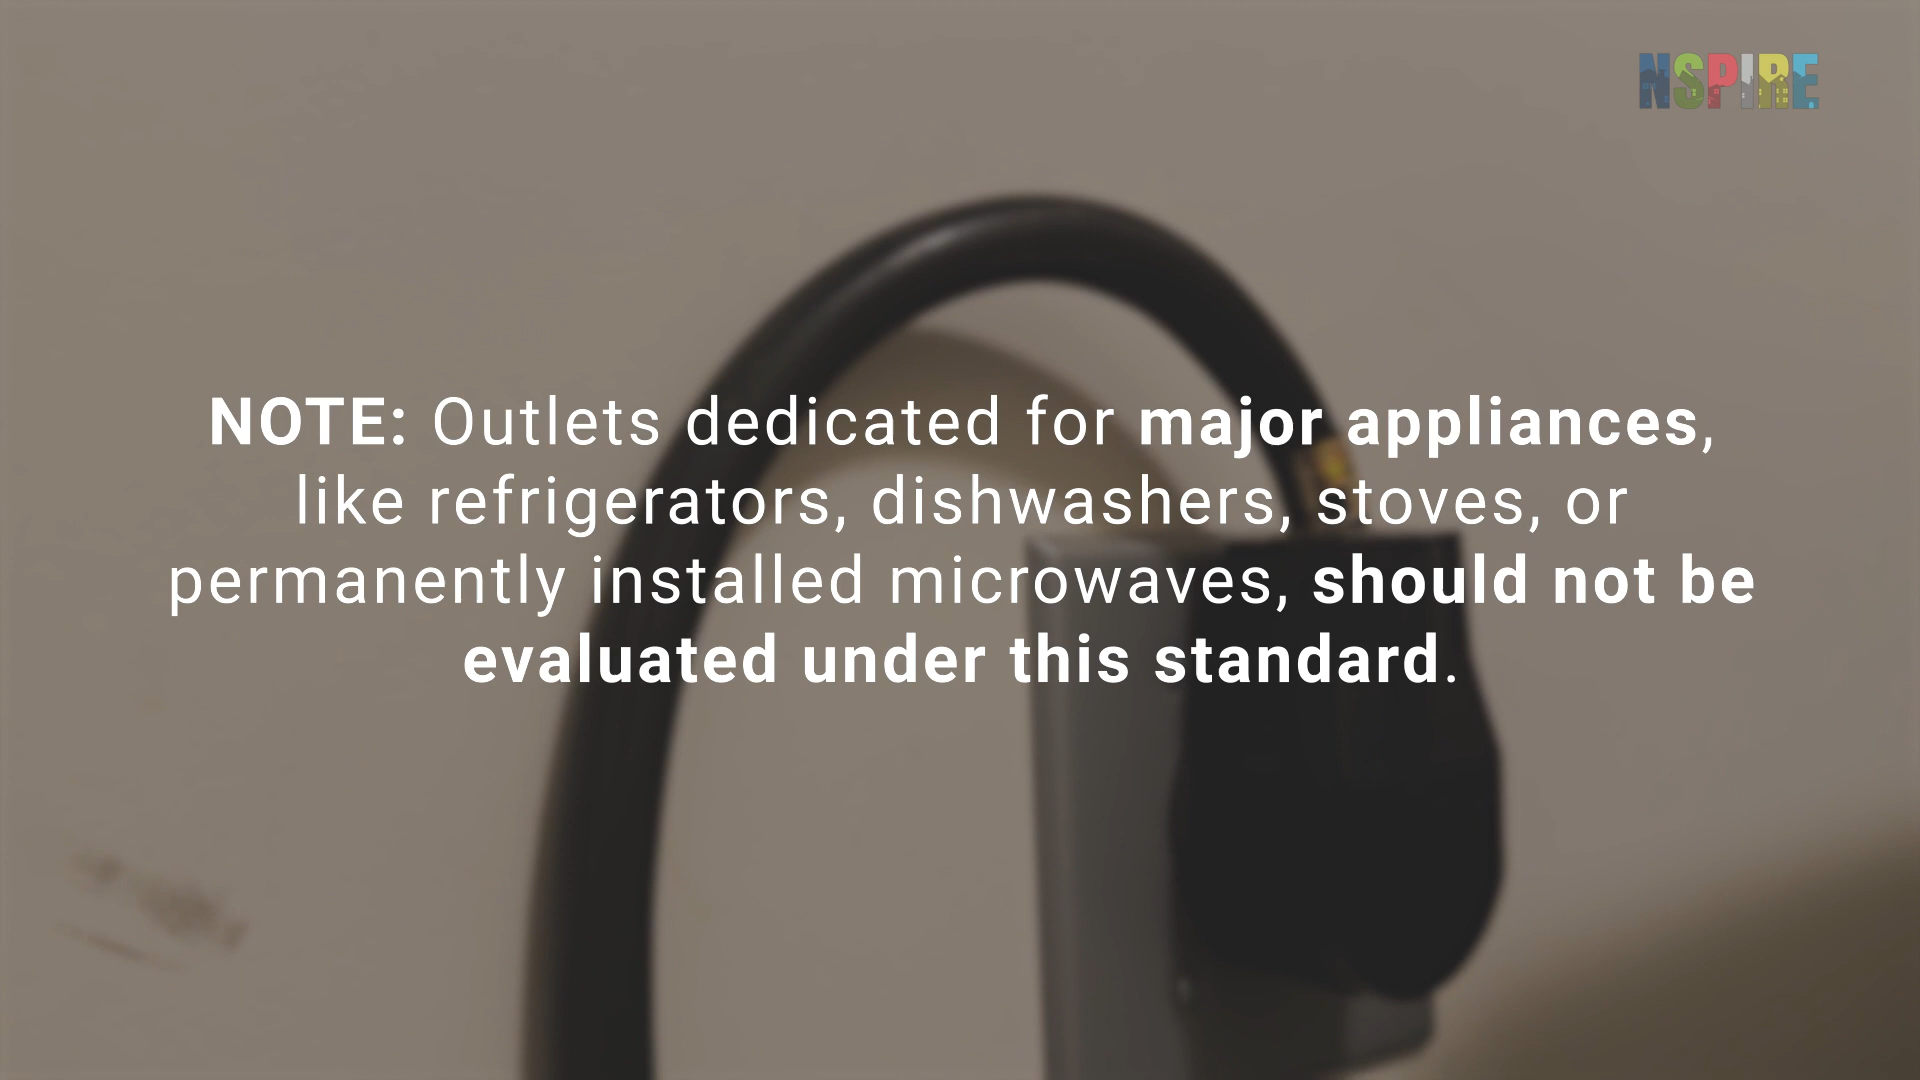 NSPIRE
NOTE: Outlets dedicated for major appliances,
like refrigerators, dishwashers, stoves, or
permanently installed microwaves, should not be
evaluated under this standard.